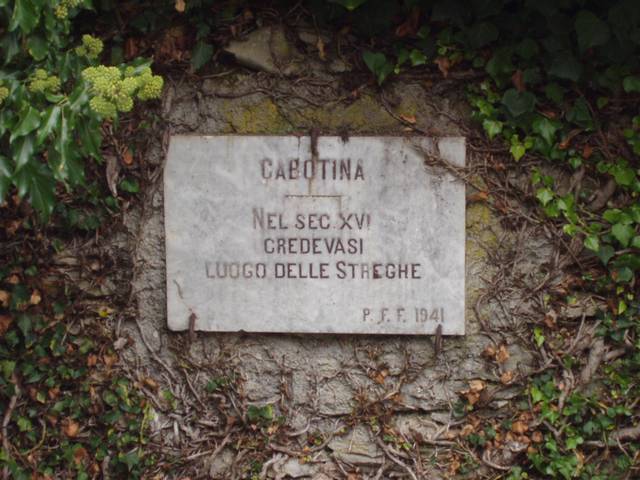 CABOTINA
NEL SEC. XVI
CREDEVASI
LUOGO DELLE STREGHE
P. F. F. 1941